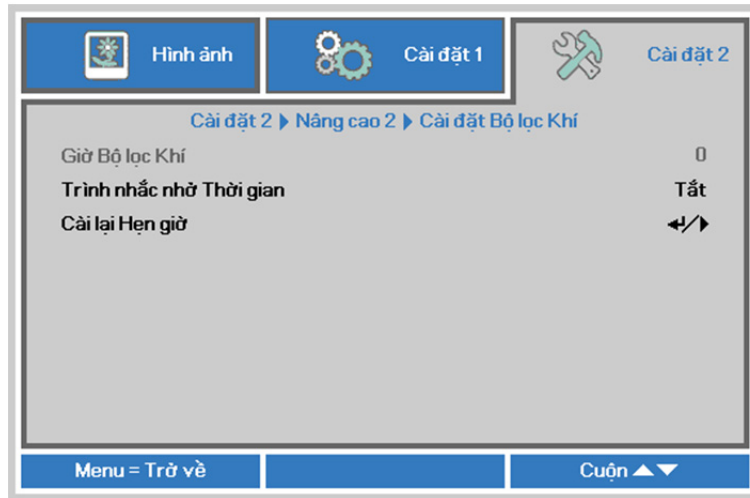 Hình ảnh Cài đặt 1 Cài đặt 2
Cài đặt 2 ▶ Nâng cao 2 ▶ Cài đặt Bộ lọc Khí
Giờ Bộ lọc Khí 0
Trình nhắc nhở Thời gian Tắt
Cài lại Hẹn giờ ↵/▶
Menu = Trở về Cuộn ▲▼